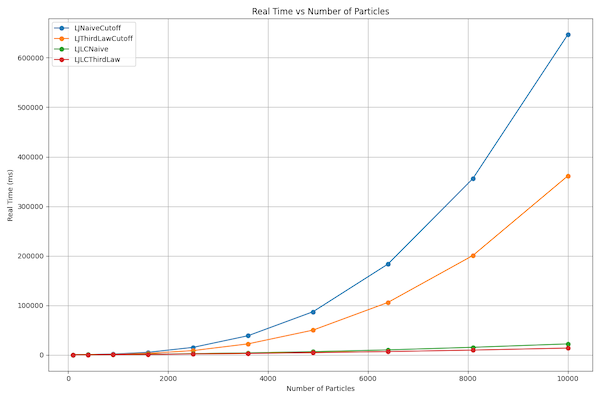 Real Time vs Number of Particles
LJNaiveCutoff
LJThirdLawCutoff
LJLCNaive
LJLCThirdLaw
600000
500000
400000
300000
200000
100000
0
Real Time (ms)
0 2000 4000 6000 8000 10000
Number of Particles